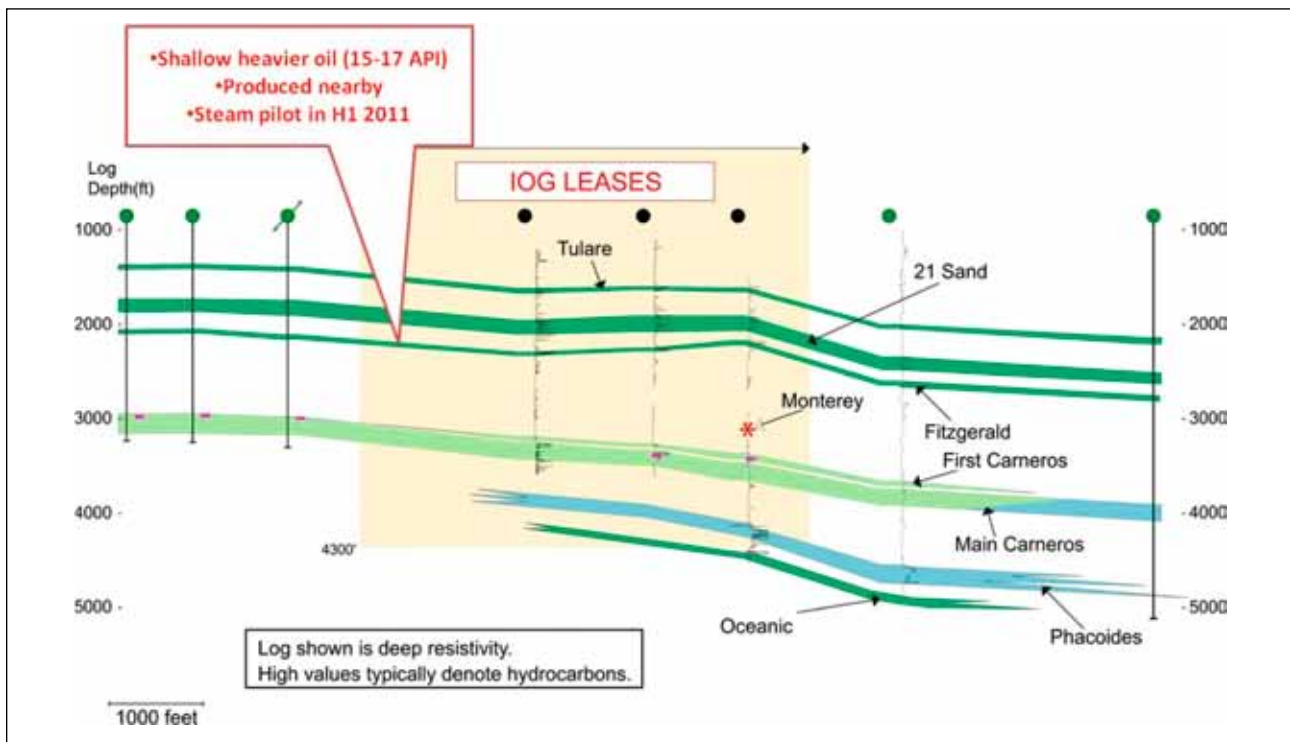 •Shallow heavier oil (15-17 API)
•Produced nearby
•Steam pilot in H1 2011
Log
Depth(ft)
IOG LEASES
1000
- 1000
Tulare
21 Sand
2000 -
- 2000
3000 -
Monterey
- 3000
Fitzgerald
First Carneros
4000 -
- 4000
4300'
Main Carneros
5000 -
- 5000
Oceanic
Phacoides
Log shown is deep resistivity.
High values typically denote hydrocarbons.
1000 feet